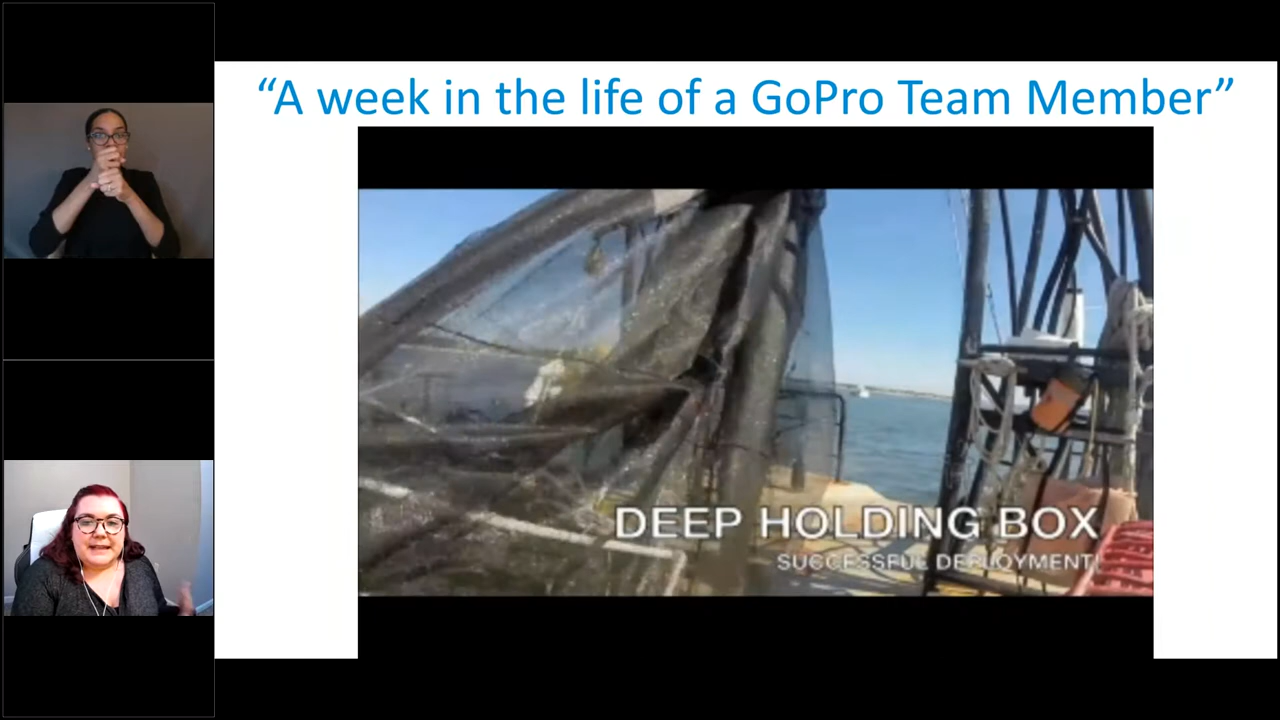 “A week in the life of a GoPro Team Member”
DEEP HOLDING BOX
SUCCESSFUL DEPLOYMENT!